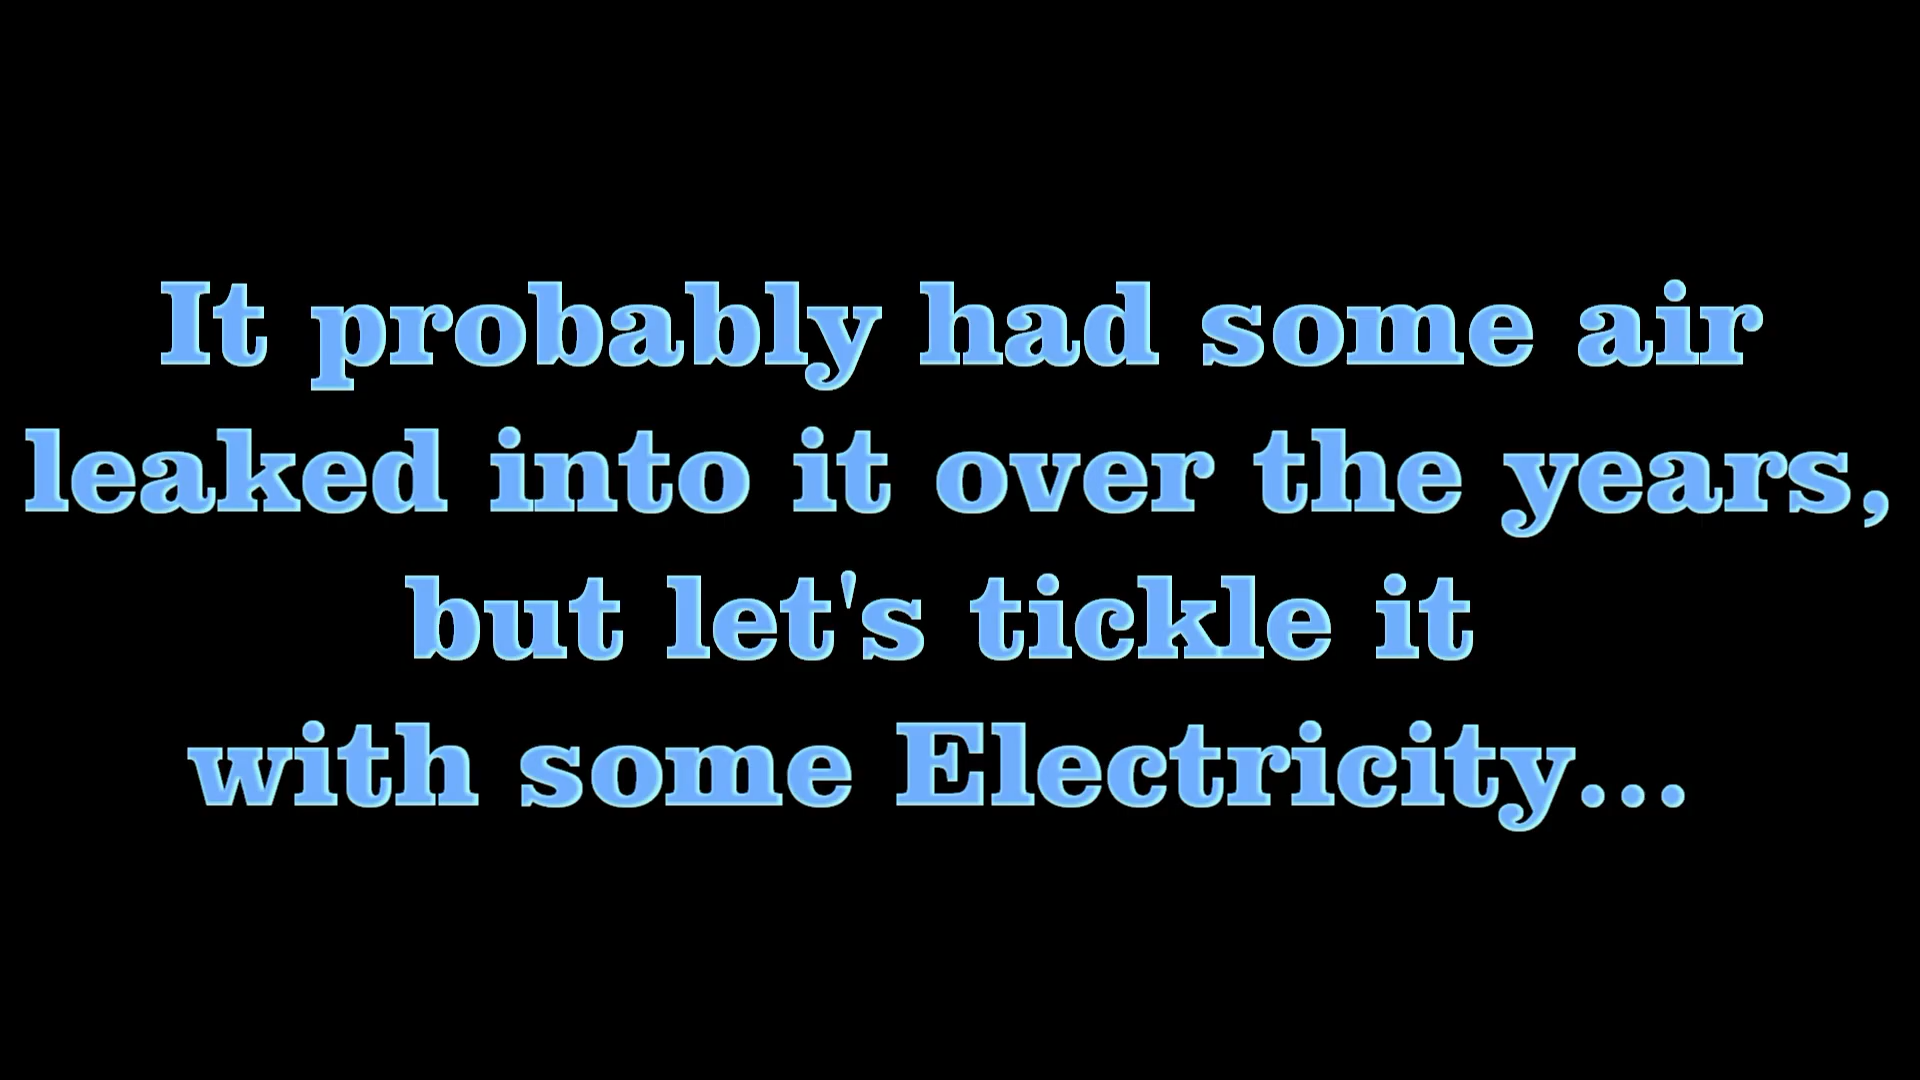 It probably had some air
leaked into it over the years,
but let's tickle it
with some Electricity...